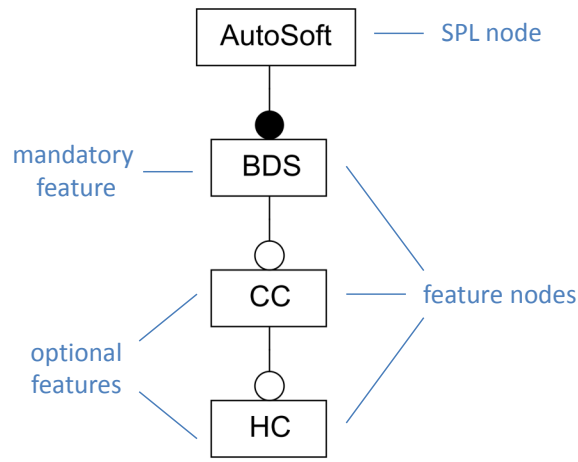 AutoSoft
SPL node
mandatory
feature
BDS
CC
feature nodes
optional
features
HC